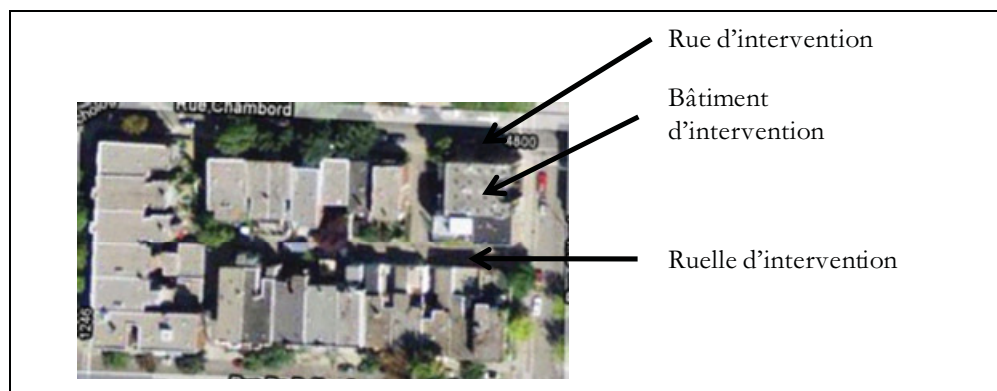 Rue d'intervention
Bâtiment
d'intervention
Rue Chambord
4800
Ruelle d'intervention
1246